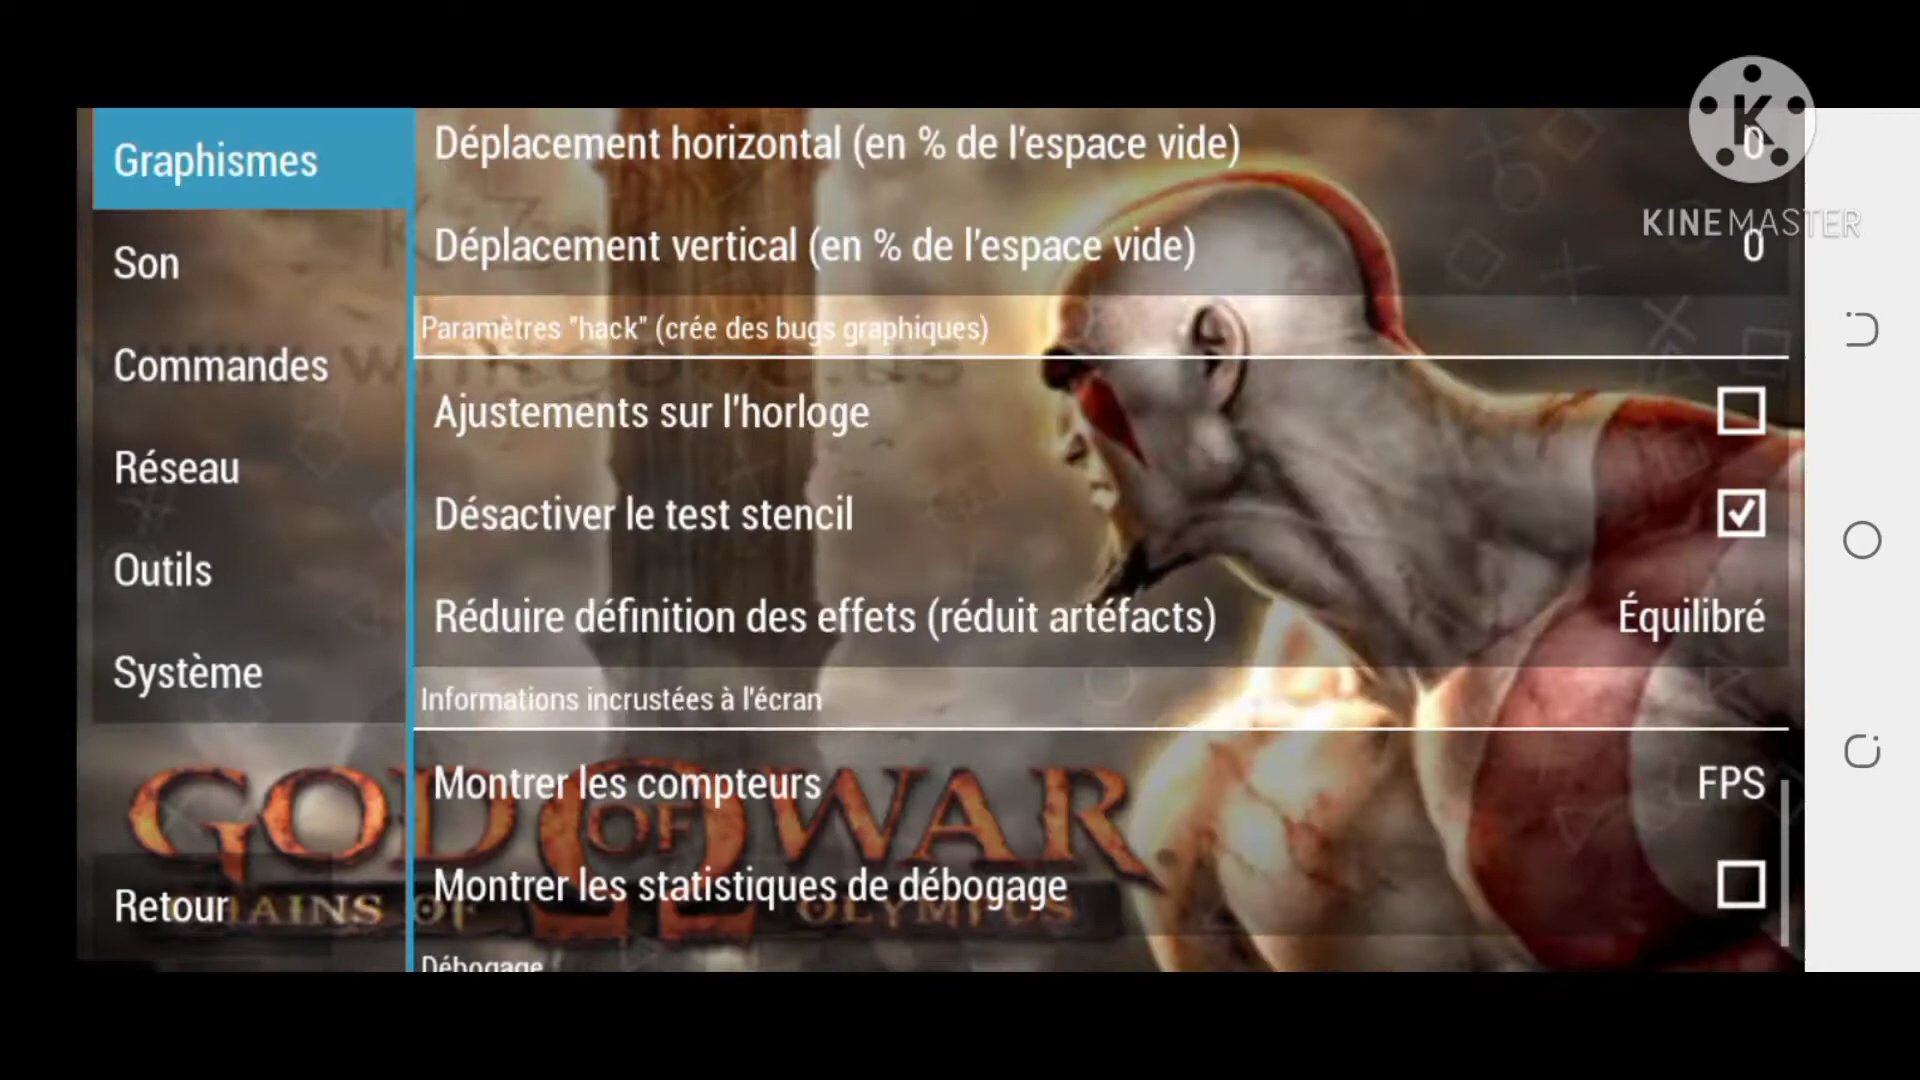 KINEMASTER
Graphismes
Son
Commandes
Réseau
Outils
Système
Retour
Déplacement horizontal (en % de l'espace vide) 0
Déplacement vertical (en % de l'espace vide) 0
Paramètres "hack" (crée des bugs graphiques)
Ajustements sur l'horloge
Désactiver le test stencil
Réduire définition des effets (réduit artéfacts) Équilibré
Informations incrustées à l'écran
Montrer les compteurs FPS
Montrer les statistiques de débogage
Débogage
GOD OF WAR
OF OLYMPUS